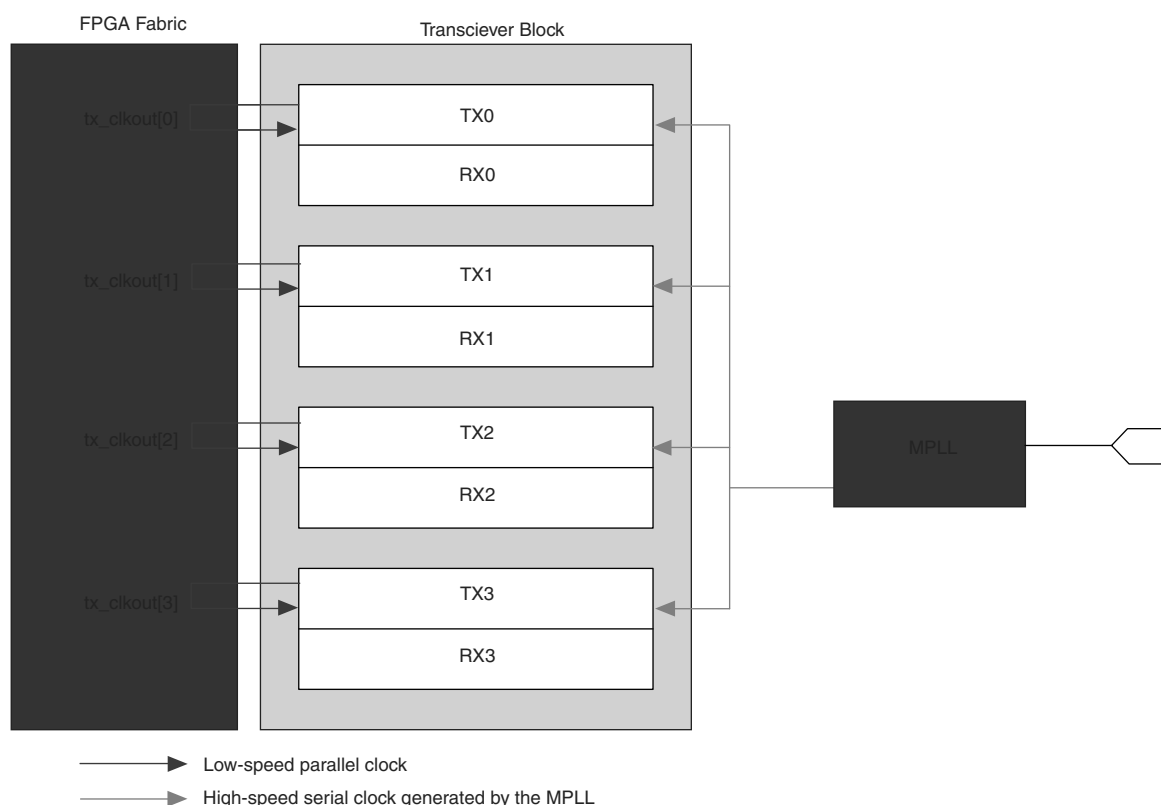 FPGA Fabric
Transciever Block
tx_clkout[0]
TX0
RX0
tx_clkout[1]
TX1
RX1
tx_clkout[2]
TX2
RX2
MPLL
tx_clkout[3]
TX3
RX3
Low-speed parallel clock
High-speed serial clock generated by the MPLL